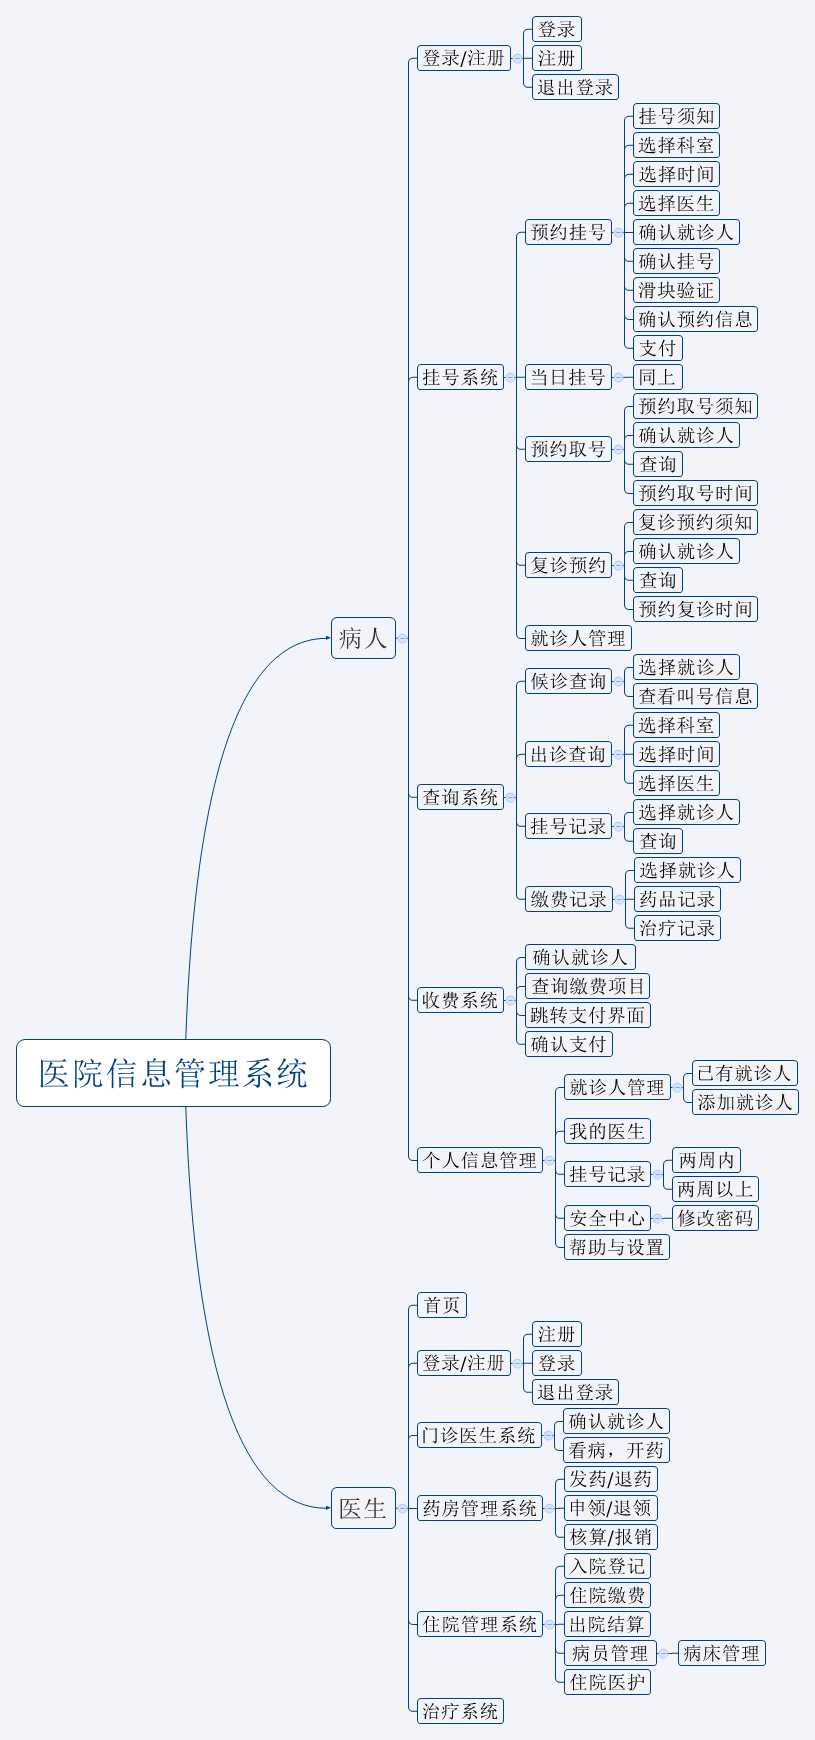 医院信息管理系统
病人
登录/注册
登录
注册
退出登录
挂号系统
预约挂号
挂号须知
选择科室
选择时间
选择医生
确认就诊人
确认挂号
滑块验证
确认预约信息
支付
当日挂号
同上
预约取号
预约取号须知
确认就诊人
查询
预约取号时间
复诊预约
复诊预约须知
确认就诊人
查询
预约复诊时间
就诊人管理
查询系统
候诊查询
选择就诊人
查看叫号信息
出诊查询
选择科室
选择时间
选择医生
挂号记录
选择就诊人
查询
缴费记录
选择就诊人
药品记录
治疗记录
收费系统
确认就诊人
查询缴费项目
跳转支付界面
确认支付
个人信息管理
就诊人管理
已有就诊人
添加就诊人
我的医生
挂号记录
两周内
两周以上
安全中心
修改密码
帮助与设置
医生
首页
登录/注册
注册
登录
退出登录
门诊医生系统
确认就诊人
看病，开药
药房管理系统
发药/退药
申领/退领
核算/报销
住院管理系统
入院登记
住院缴费
出院结算
病员管理
病床管理
住院医护
治疗系统